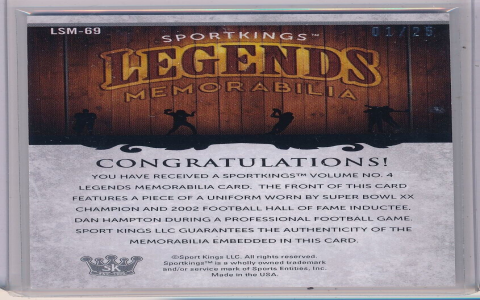 LSM-69
01/25
SPORTKINGS™
LEGENDS
MEMORABILIA
CONGRATULATIONS!
YOU HAVE RECEIVED A SPORTKINGS™ VOLUME NO. 4
LEGENDS MEMORABILIA CARD. THE FRONT OF THIS CARD
FEATURES A PIECE OF A UNIFORM WORN BY SUPER BOWL XX
CHAMPION AND 2002 FOOTBALL HALL OF FAME INDUCTEE,
DAN HAMPTON DURING A PROFESSIONAL FOOTBALL GAME.
SPORT KINGS LLC GUARANTEES THE AUTHENTICITY OF THE
MEMORABILIA EMBEDDED IN THIS CARD.
SK
©Sport Kings LLC. All rights reserved.
Sportkings™ is a wholly owned trademark
and/or service mark of Sports Entities, Inc.
Made in the USA.